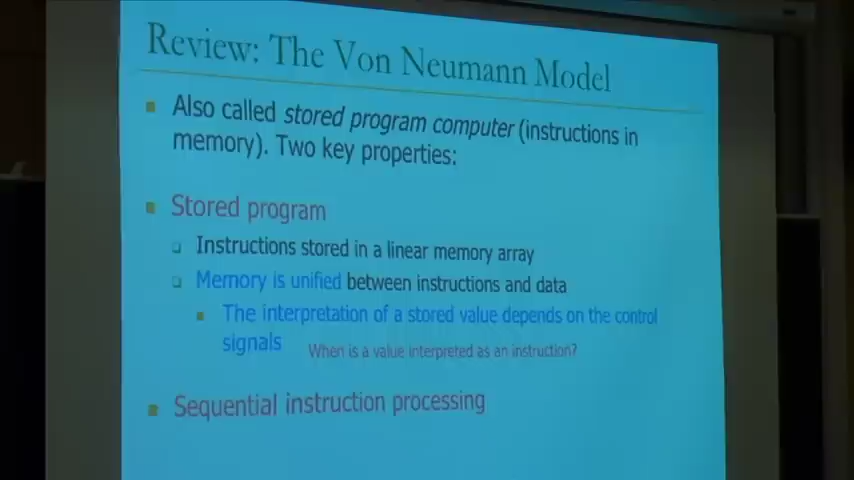 Review: The Von Neumann Model
Also called stored program computer (instructions in
memory). Two key properties:
Stored program
Instructions stored in a linear memory array
Memory is unified between instructions and data
The interpretation of a stored value depends on the control
signals When is a value interpreted as an instruction?
Sequential instruction processing